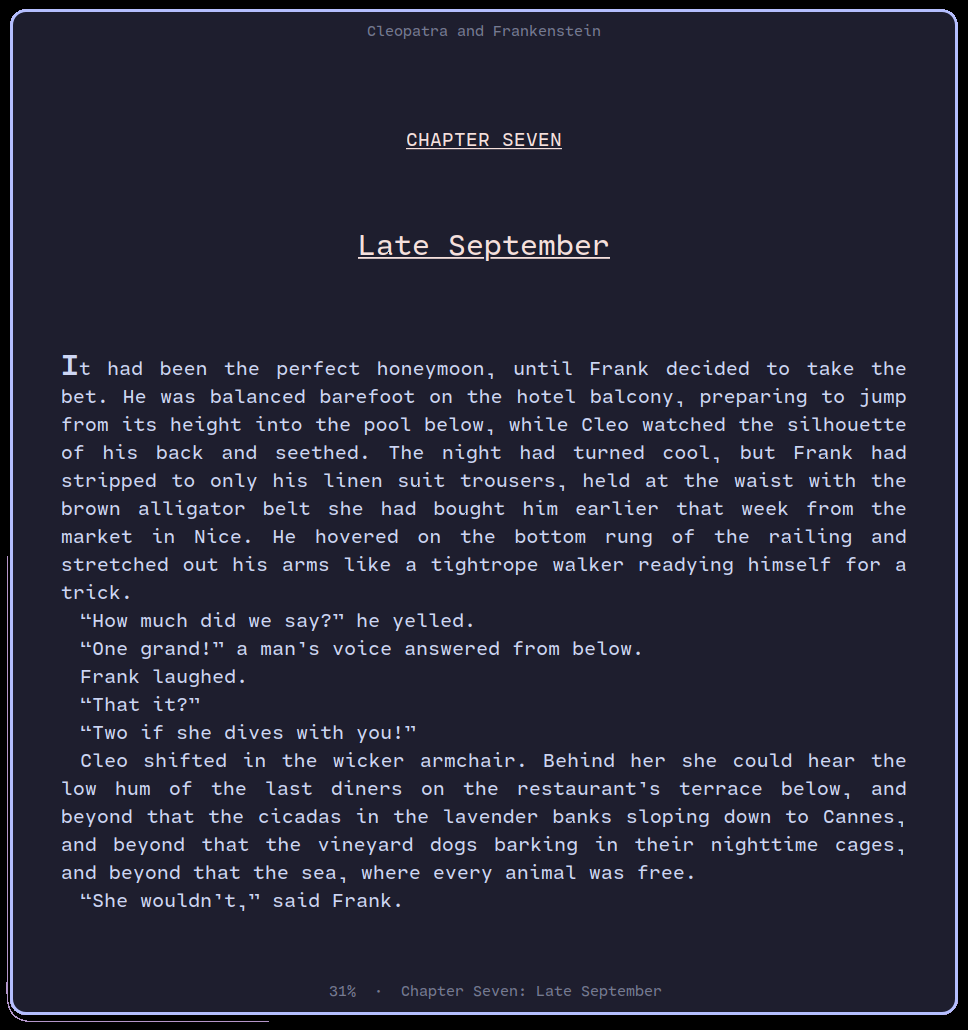 Cleopatra and Frankenstein
CHAPTER SEVEN
Late September
It had been the perfect honeymoon, until Frank decided to take the
bet. He was balanced barefoot on the hotel balcony, preparing to jump
from its height into the pool below, while Cleo watched the silhouette
of his back and seethed. The night had turned cool, but Frank had
stripped to only his linen suit trousers, held at the waist with the
brown alligator belt she had bought him earlier that week from the
market in Nice. He hovered on the bottom rung of the railing and
stretched out his arms like a tightrope walker readying himself for a
trick.
“How much did we say?” he yelled.
“One grand!” a man’s voice answered from below.
Frank laughed.
“That it?”
“Two if she dives with you!”
Cleo shifted in the wicker armchair. Behind her she could hear the
low hum of the last diners on the restaurant’s terrace below, and
beyond that the cicadas in the lavender banks sloping down to Cannes,
and beyond that the vineyard dogs barking in their nighttime cages,
and beyond that the sea, where every animal was free.
“She wouldn’t,” said Frank.
31% · Chapter Seven: Late September